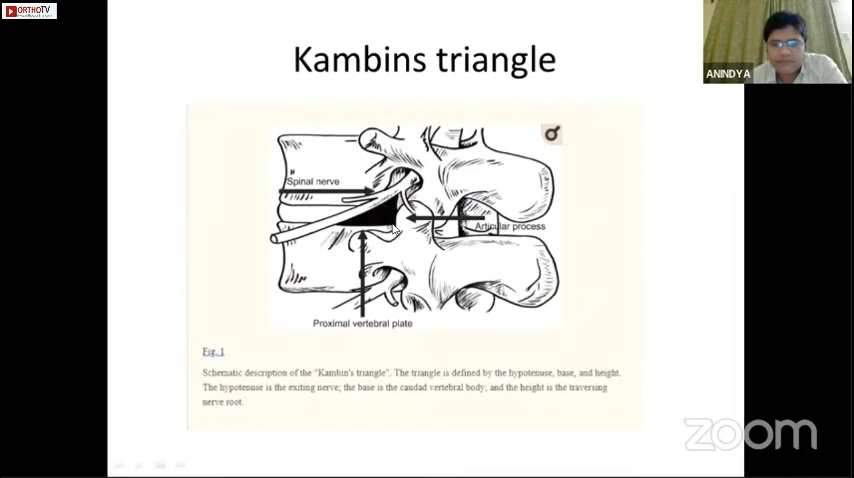 ORTHOTV
Kambins triangle
ANINDYA
Spinal nerve
Articular process
Proximal vertebral plate
Fig. 1
Schematic description of the "Kambin's triangle". The triangle is defined by the hypotenuse, base, and height.
The hypotenuse is the exiting nerve; the base is the caudad vertebral body; and the height is the traversing
nerve root.
zoom